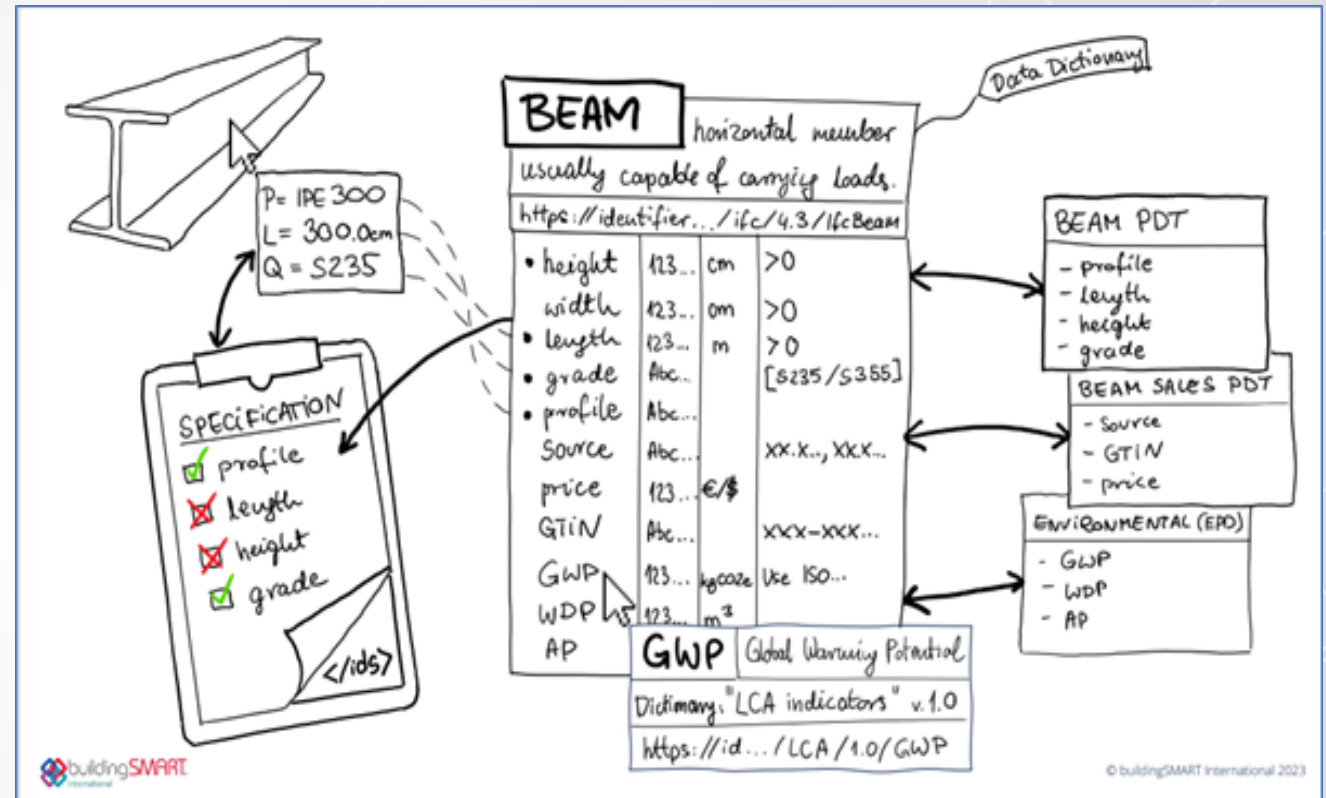 Data Dictionary
BEAM
horizontal member
usually capable of carrying loads.
https://identifier.../ifc/4.3/IfcBeam
• height 123... cm >0
width 123... cm >0
• length 123... m >0
• grade Abc... [S235/S355]
• profile Abc...
Source Abc... xx.x..., xx.x...
price 123... €/$
GTiN Abc... xxx-xxx...
GWP 123... kgCO2e Use ISO...
WDP 123... m³
AP
P= IPE 300
L= 300.0cm
Q = S235
SPECiFiCATiON
profile
length
height
grade
</ids>
BEAM PDT
- profile
- length
- height
- grade
BEAM SALES PDT
- Source
- GTiN
- price
ENViRONMENTAL (EPD)
- GWP
- WDP
- AP
GWP Global Warming Potential
Dictionary: "LCA indicators" v.1.0
https://id.../LCA/1.0/GWP
buildingSMART
International
© buildingSMART International 2023